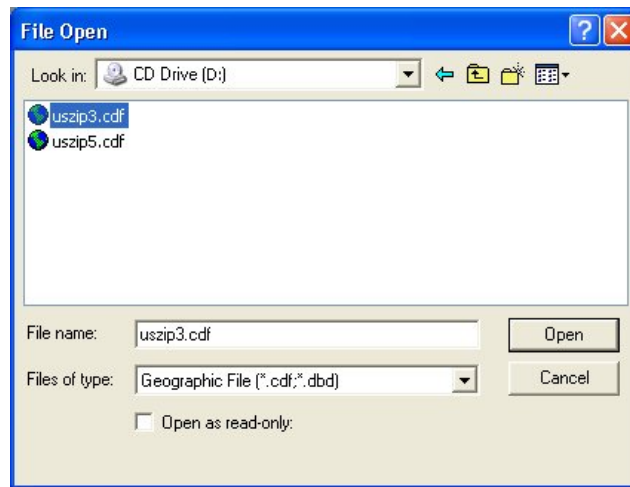 File Open
Look in: CD Drive (D:)
uszip3.cdf
uszip5.cdf
File name: uszip3.cdf Open
Files of type: Geographic File (*.cdf;*.dbd) Cancel
Open as read-only: